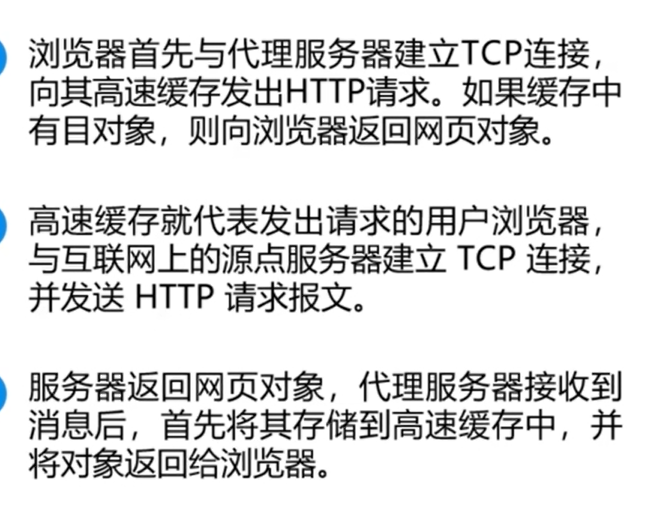 浏览器首先与代理服务器建立TCP连接，
向其高速缓存发出HTTP请求。如果缓存中
有目对象，则向浏览器返回网页对象。
高速缓存就代表发出请求的用户浏览器，
与互联网上的源点服务器建立 TCP 连接，
并发送 HTTP 请求报文。
服务器返回网页对象，代理服务器接收到
消息后，首先将其存储到高速缓存中，并
将对象返回给浏览器。